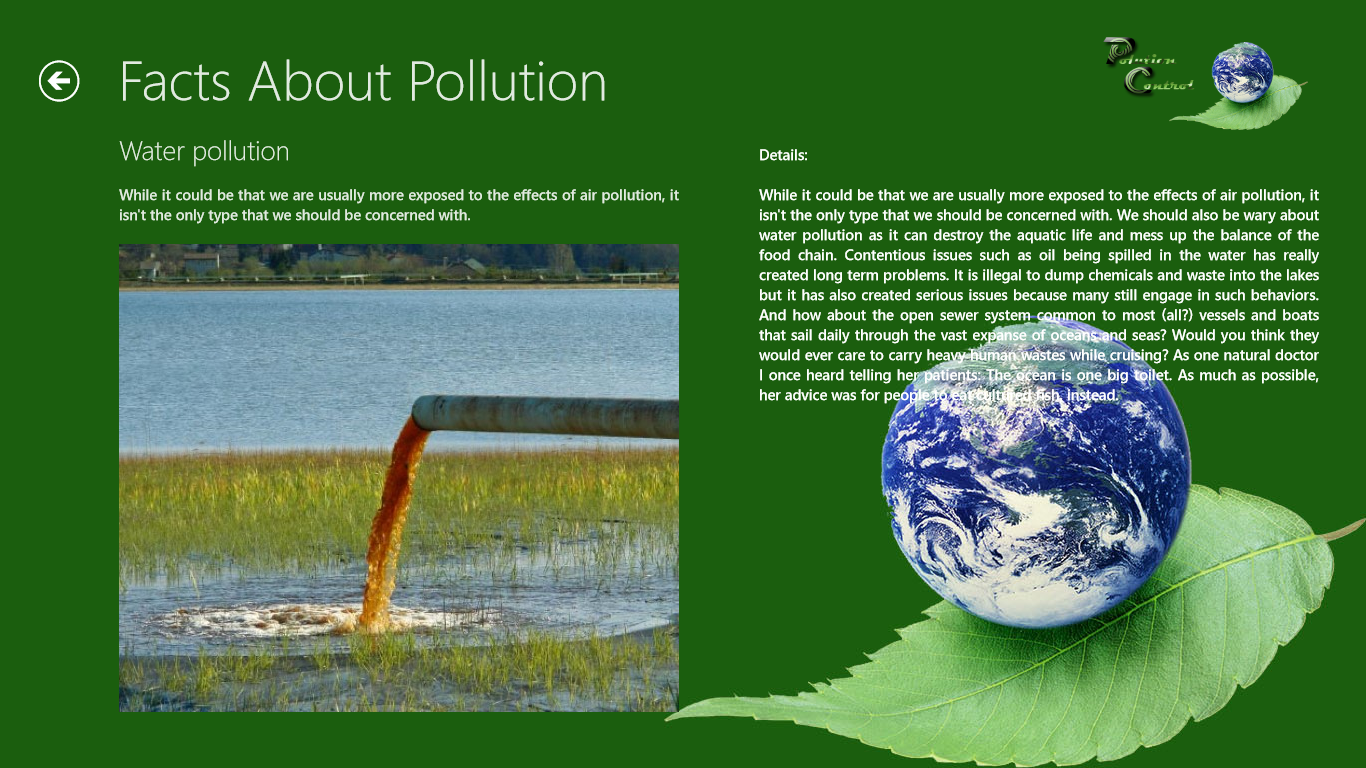 Facts About Pollution
Pollution
Control
Water pollution
While it could be that we are usually more exposed to the effects of air pollution, it
isn't the only type that we should be concerned with.
Details:
While it could be that we are usually more exposed to the effects of air pollution, it
isn't the only type that we should be concerned with. We should also be wary about
water pollution as it can destroy the aquatic life and mess up the balance of the
food chain. Contentious issues such as oil being spilled in the water has really
created long term problems. It is illegal to dump chemicals and waste into the lakes
but it has also created serious issues because many still engage in such behaviors.
And how about the open sewer system common to most (all?) vessels and boats
that sail daily through the vast expanse of oceans and seas? Would you think they
would ever care to carry heavy human wastes while cruising? As one natural doctor
I once heard telling her patients: The ocean is one big toilet. As much as possible,
her advice was for people to eat cultured fish, instead.